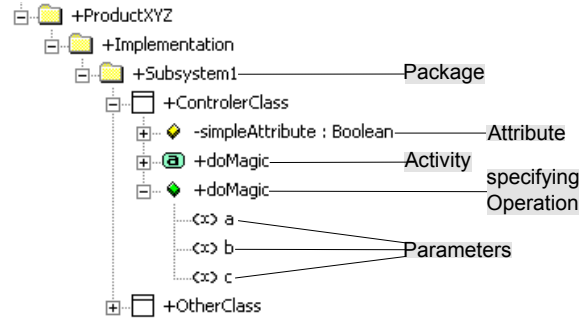 +ProductXYZ
+Implementation
+Subsystem1 Package
+ControlerClass
-simpleAttribute : Boolean Attribute
+doMagic Activity
+doMagic specifying
Operation
(x) a
(x) b Parameters
(x) c
+OtherClass